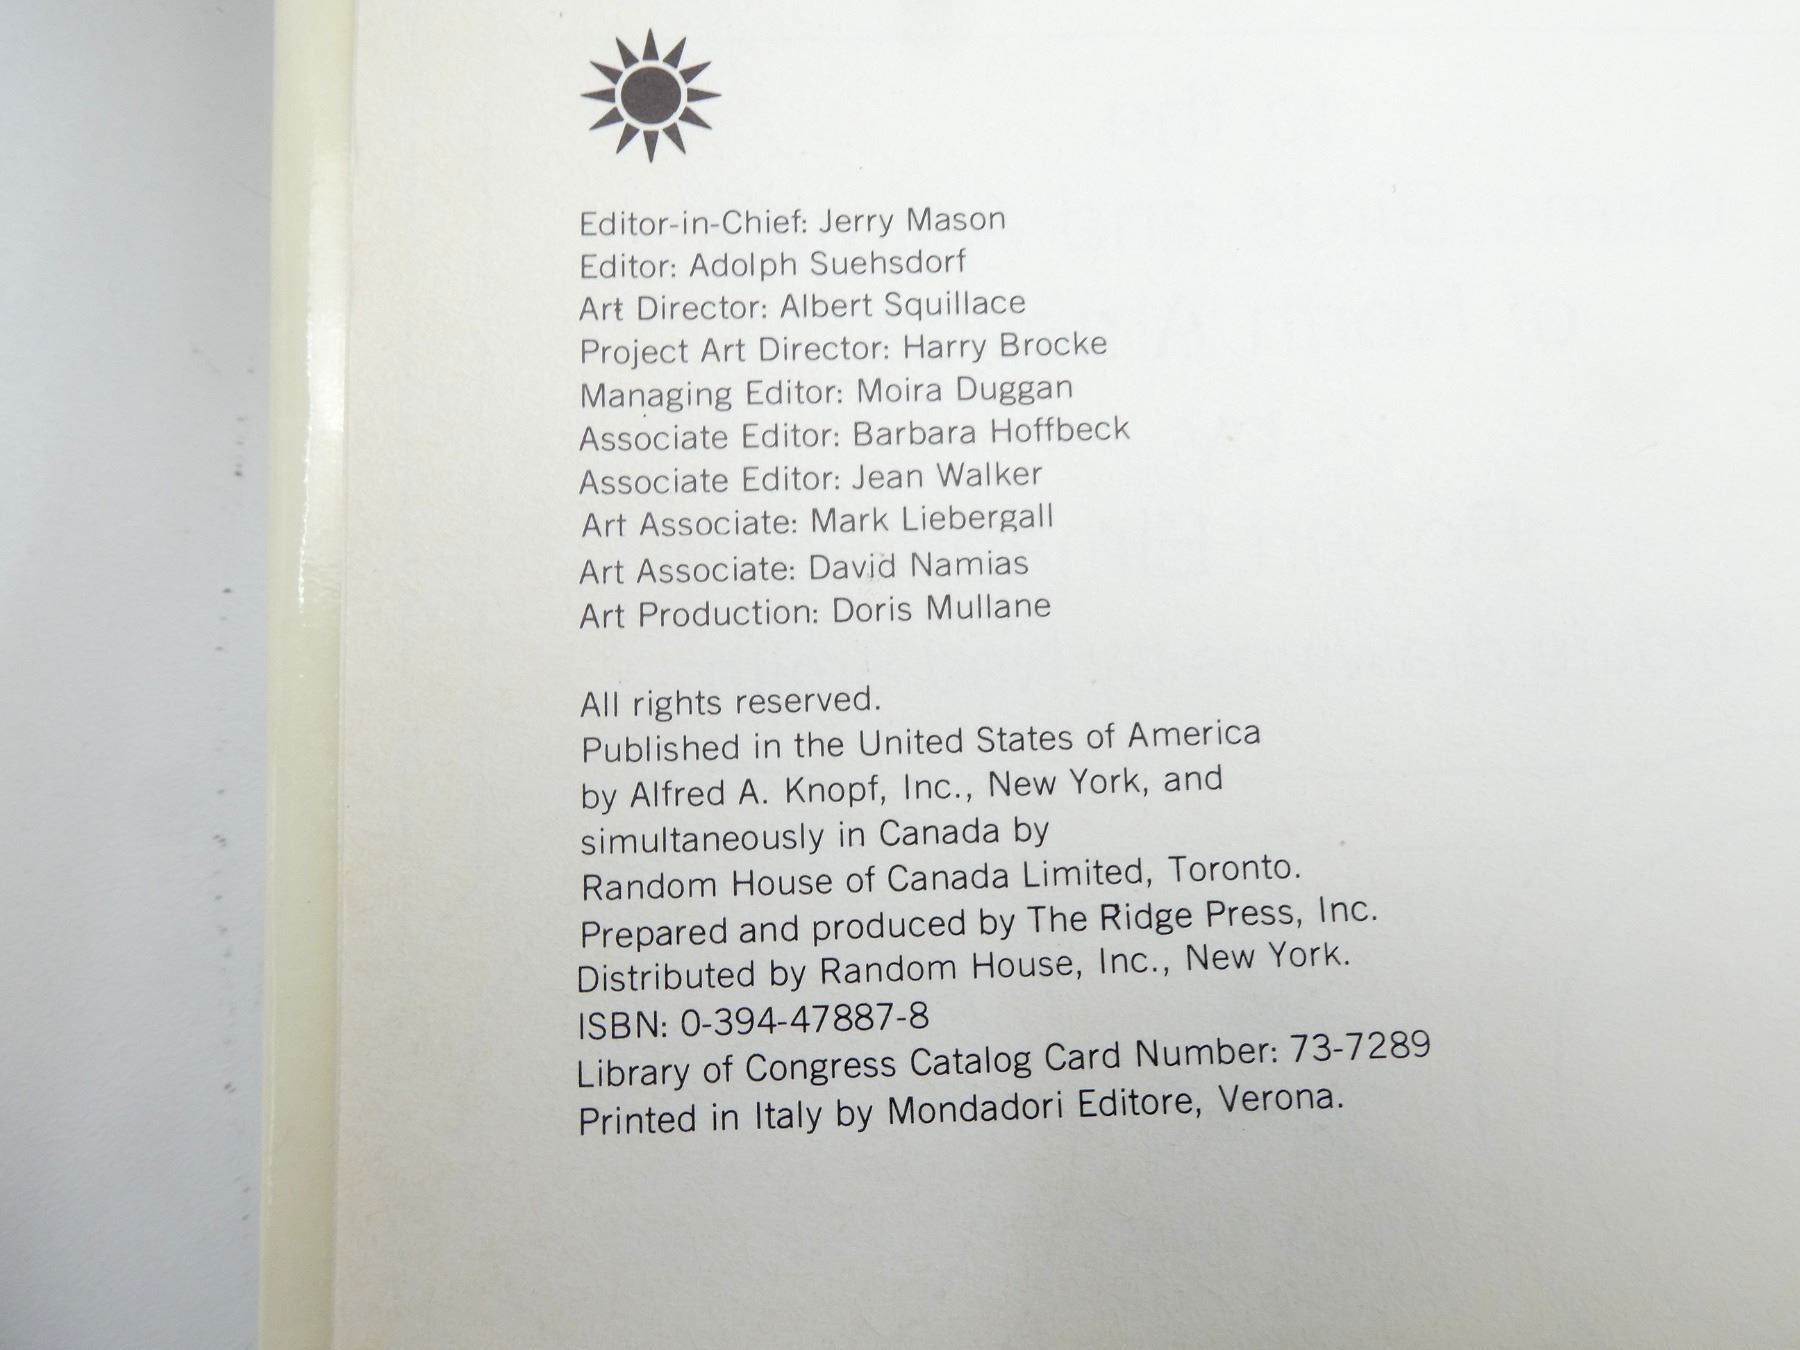 Editor-in-Chief: Jerry Mason
Editor: Adolph Suehsdorf
Art Director: Albert Squillace
Project Art Director: Harry Brocke
Managing Editor: Moira Duggan
Associate Editor: Barbara Hoffbeck
Associate Editor: Jean Walker
Art Associate: Mark Liebergall
Art Associate: David Namias
Art Production: Doris Mullane
All rights reserved.
Published in the United States of America
by Alfred A. Knopf, Inc., New York, and
simultaneously in Canada by
Random House of Canada Limited, Toronto.
Prepared and produced by The Ridge Press, Inc.
Distributed by Random House, Inc., New York.
ISBN: 0-394-47887-8
Library of Congress Catalog Card Number: 73-7289
Printed in Italy by Mondadori Editore, Verona.